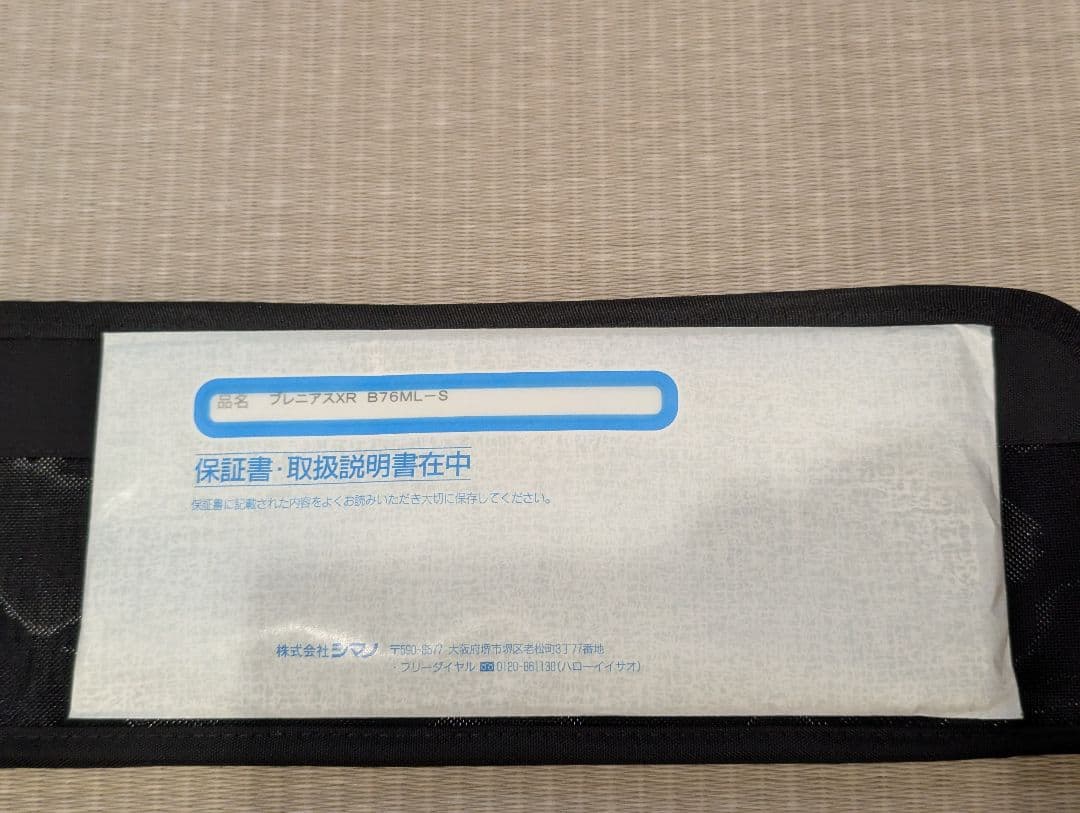 品名 ブレニアスXR B76ML-S
保証書・取扱説明書在中
保証書に記載された内容をよくお読みいただき大切に保存してください。
株式会社シマノ 〒590-8577 大阪府堺市堺区老松町3丁77番地
・フリーダイヤル 0120-861130(ハローイイサオ)